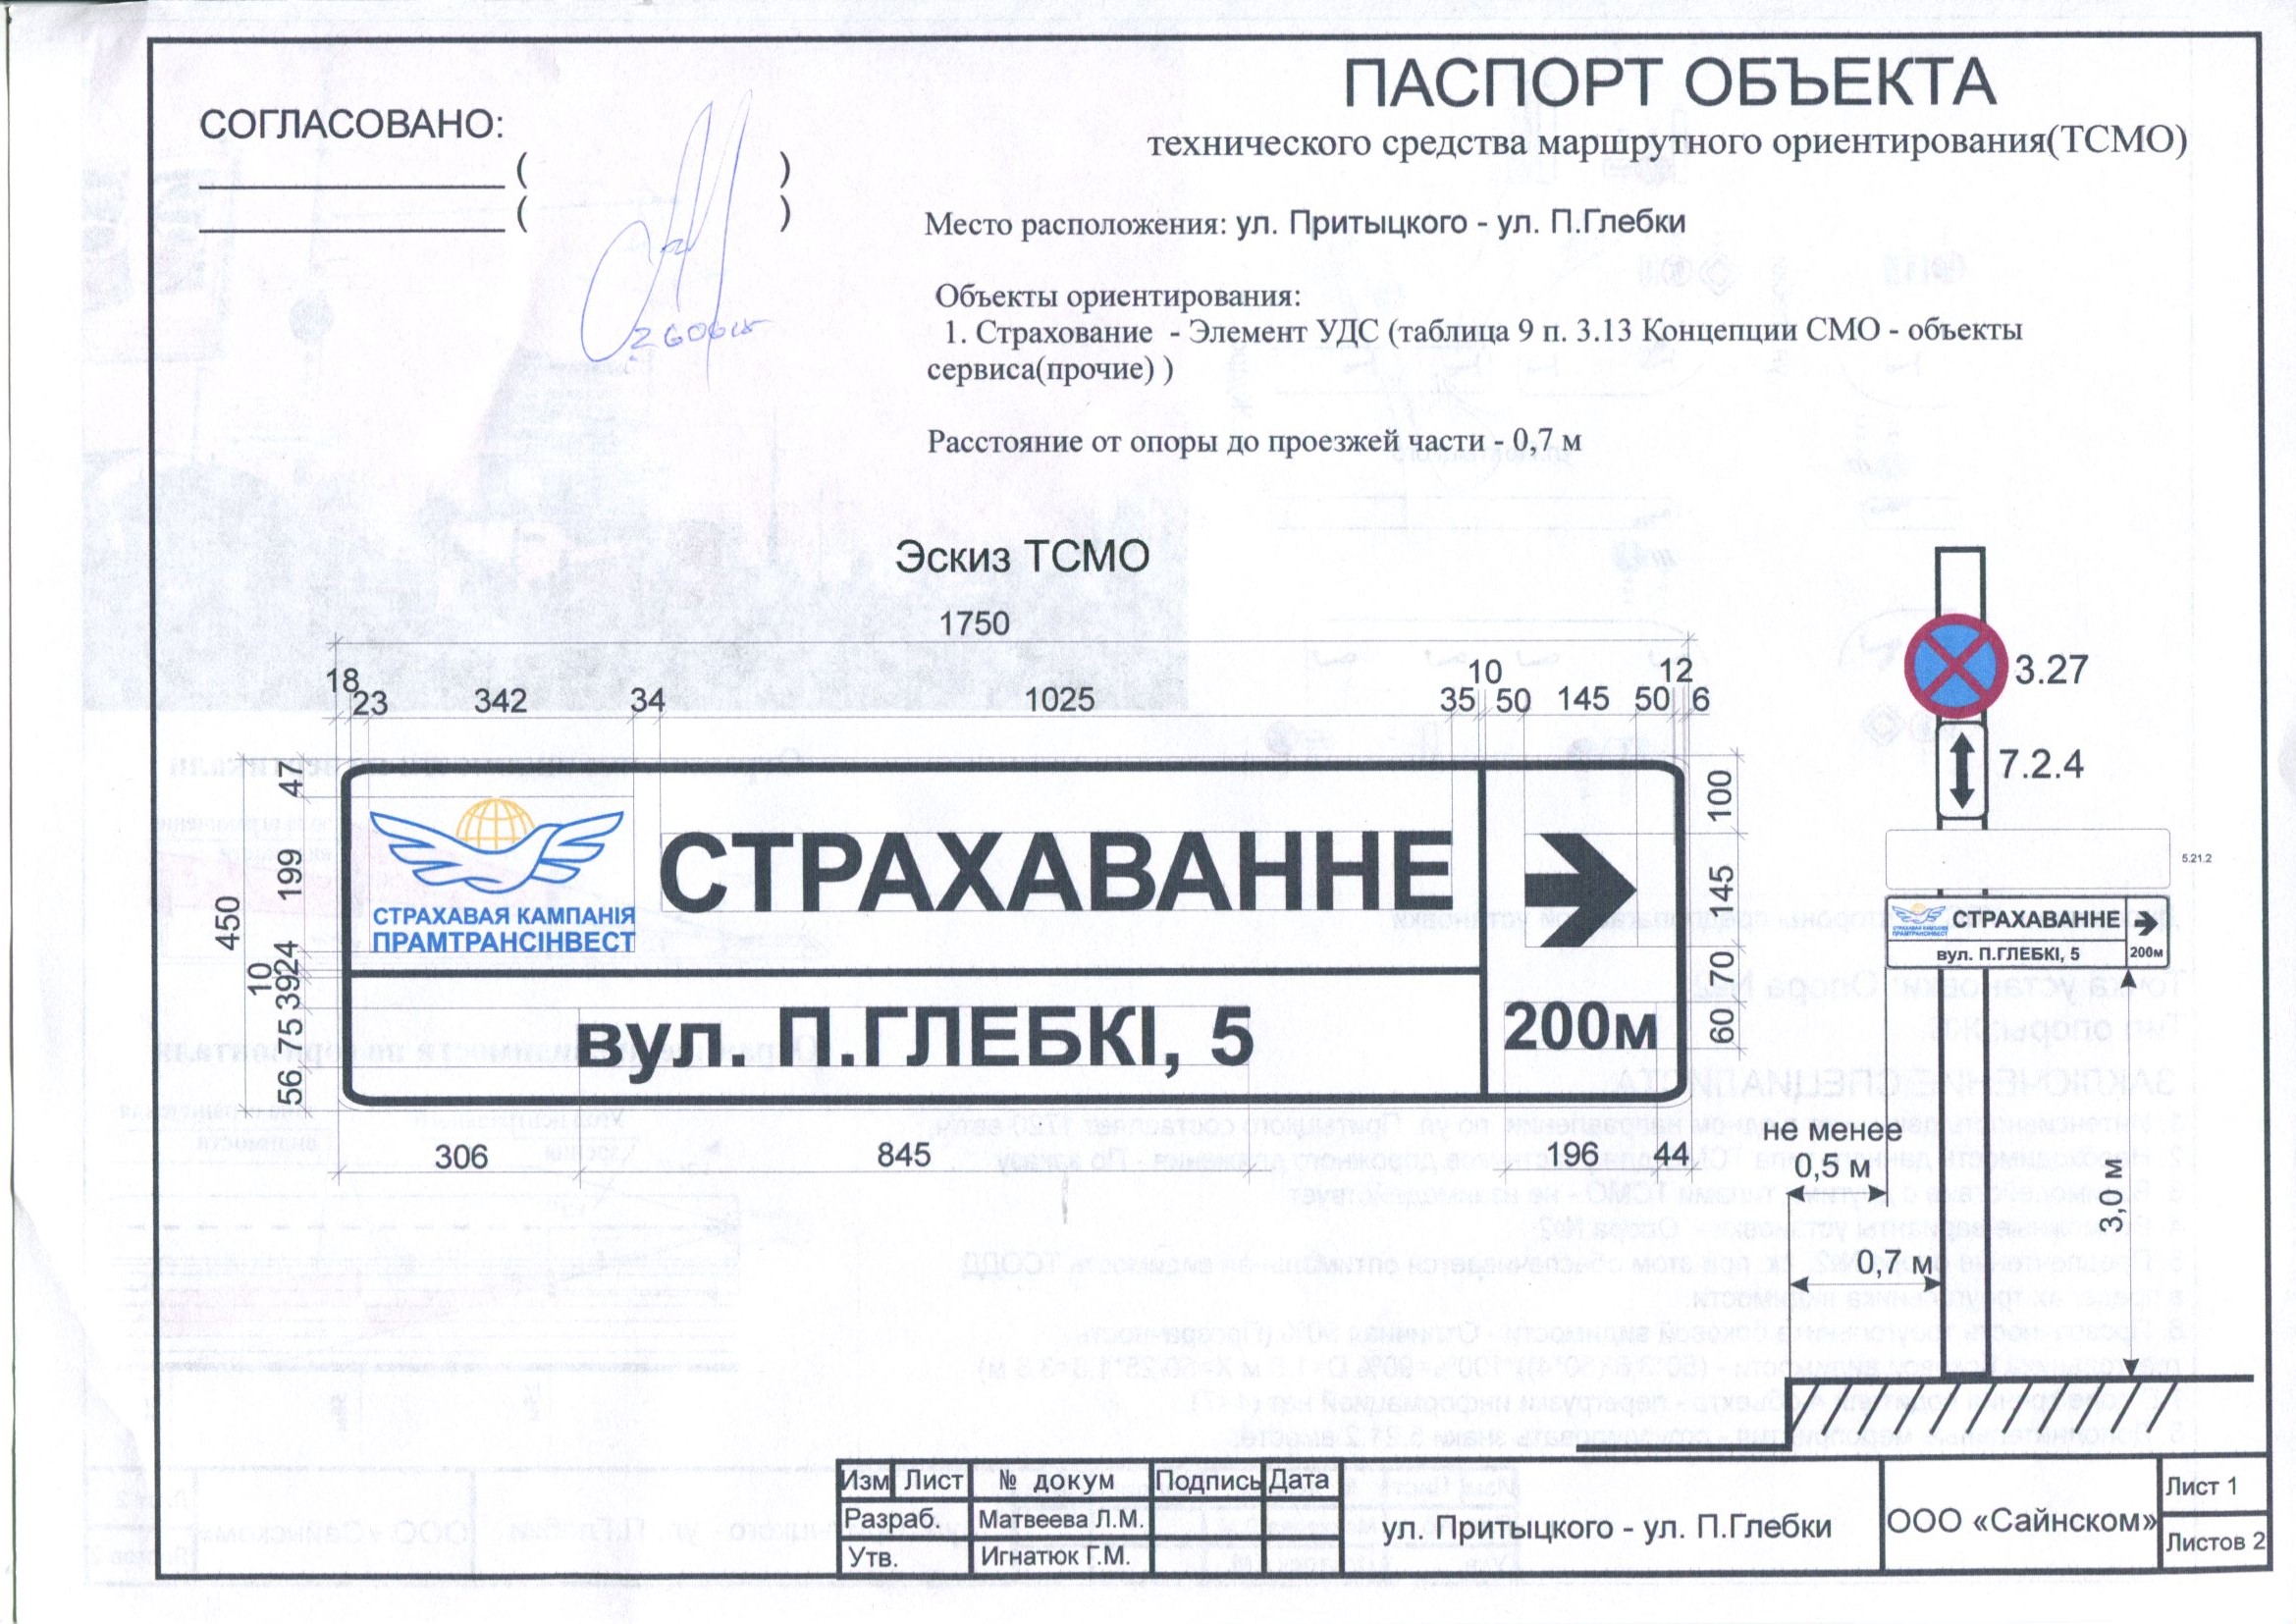 СОГЛАСОВАНО:
( )
( )
ПАСПОРТ ОБЪЕКТА
технического средства маршрутного ориентирования(ТСМО)
Место расположения: ул. Притыцкого - ул. П.Глебки
Объекты ориентирования:
1. Страхование - Элемент УДС (таблица 9 п. 3.13 Концепции СМО - объекты
сервиса(прочие) )
Расстояние от опоры до проезжей части - 0,7 м
Эскиз ТСМО
1750
18 23 342 34 1025 35 10 50 145 50 12 6
450
47 199 24 10 39 75 56
СТРАХАВАЯ КАМПАНІЯ
ПРАМТРАНСІНВЕСТ
СТРАХАВАННЕ
вул. П.ГЛЕБКІ, 5
200м
100 145 70 60
306 845 196 44
3.27
7.2.4
5.21.2
СТРАХАВАЯ КАМПАНІЯ
ПРАМТРАНСІНВЕСТ
СТРАХАВАННЕ
вул. П.ГЛЕБКІ, 5
200м
не менее
0,5 м
0,7 м
3,0 м
Изм Лист № докум Подпись Дата
Разраб. Матвеева Л.М.
Утв. Игнатюк Г.М.
ул. Притыцкого - ул. П.Глебки
ООО «Сайнском»
Лист 1
Листов 2